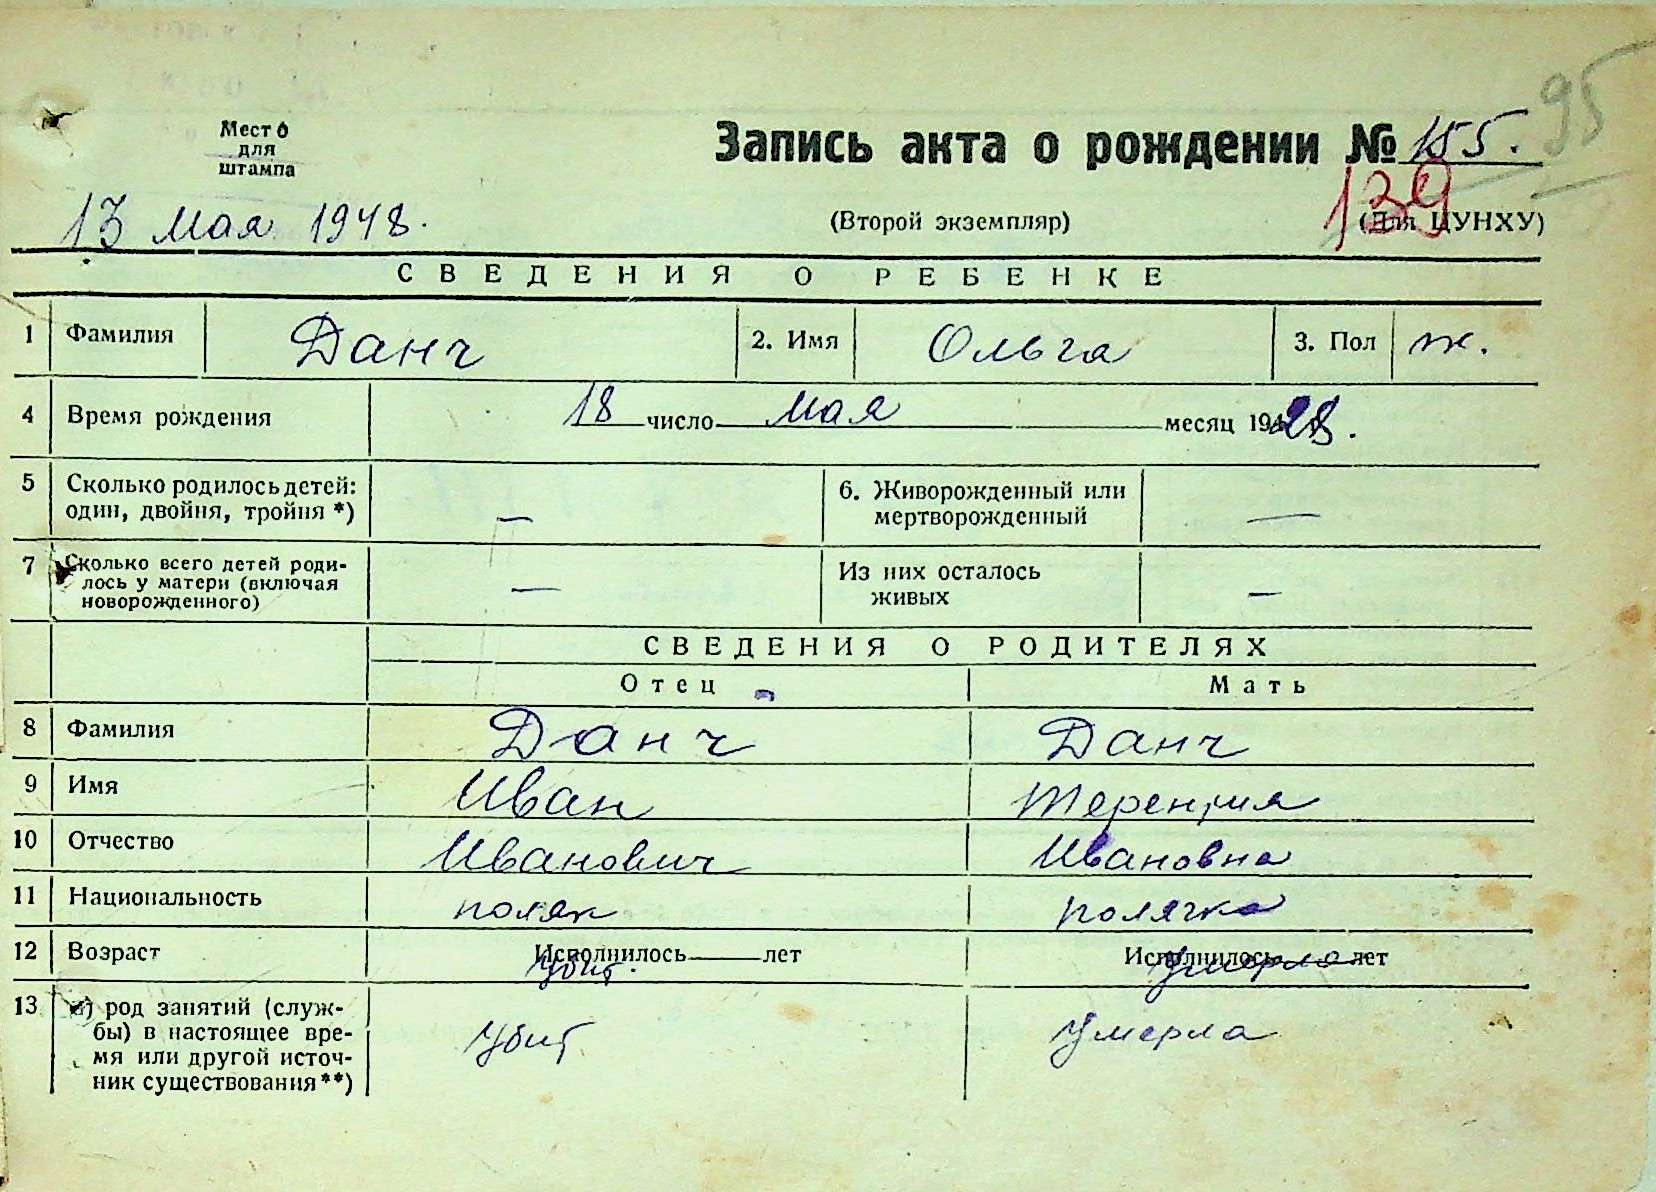 95
Место
для
штампа
Запись акта о рождении № 155.
139
13 Мая 1948.
(Второй экземпляр)
(Для ЦУНХУ)
СВЕДЕНИЯ О РЕБЕНКЕ
1 Фамилия Данч 2. Имя Ольга 3. Пол ж.
4 Время рождения 18 число Мая месяц 1928.
5 Сколько родилось детей: один, двойня, тройня *) — 6. Живорожденный или мертворожденный —
7 Сколько всего детей роди-
лось у матери (включая
новорожденного) — Из них осталось живых —
СВЕДЕНИЯ О РОДИТЕЛЯХ
Отец Мать
8 Фамилия Данч Данч
9 Имя Иван Теренция
10 Отчество Иванович Ивановна
11 Национальность поляк полячка
12 Возраст Исполнилось лет Исполнилось лет
Убит. Умерла
13 а) род занятий (служ-
бы) в настоящее вре-
мя или другой источ-
ник существования**) Убит Умерла